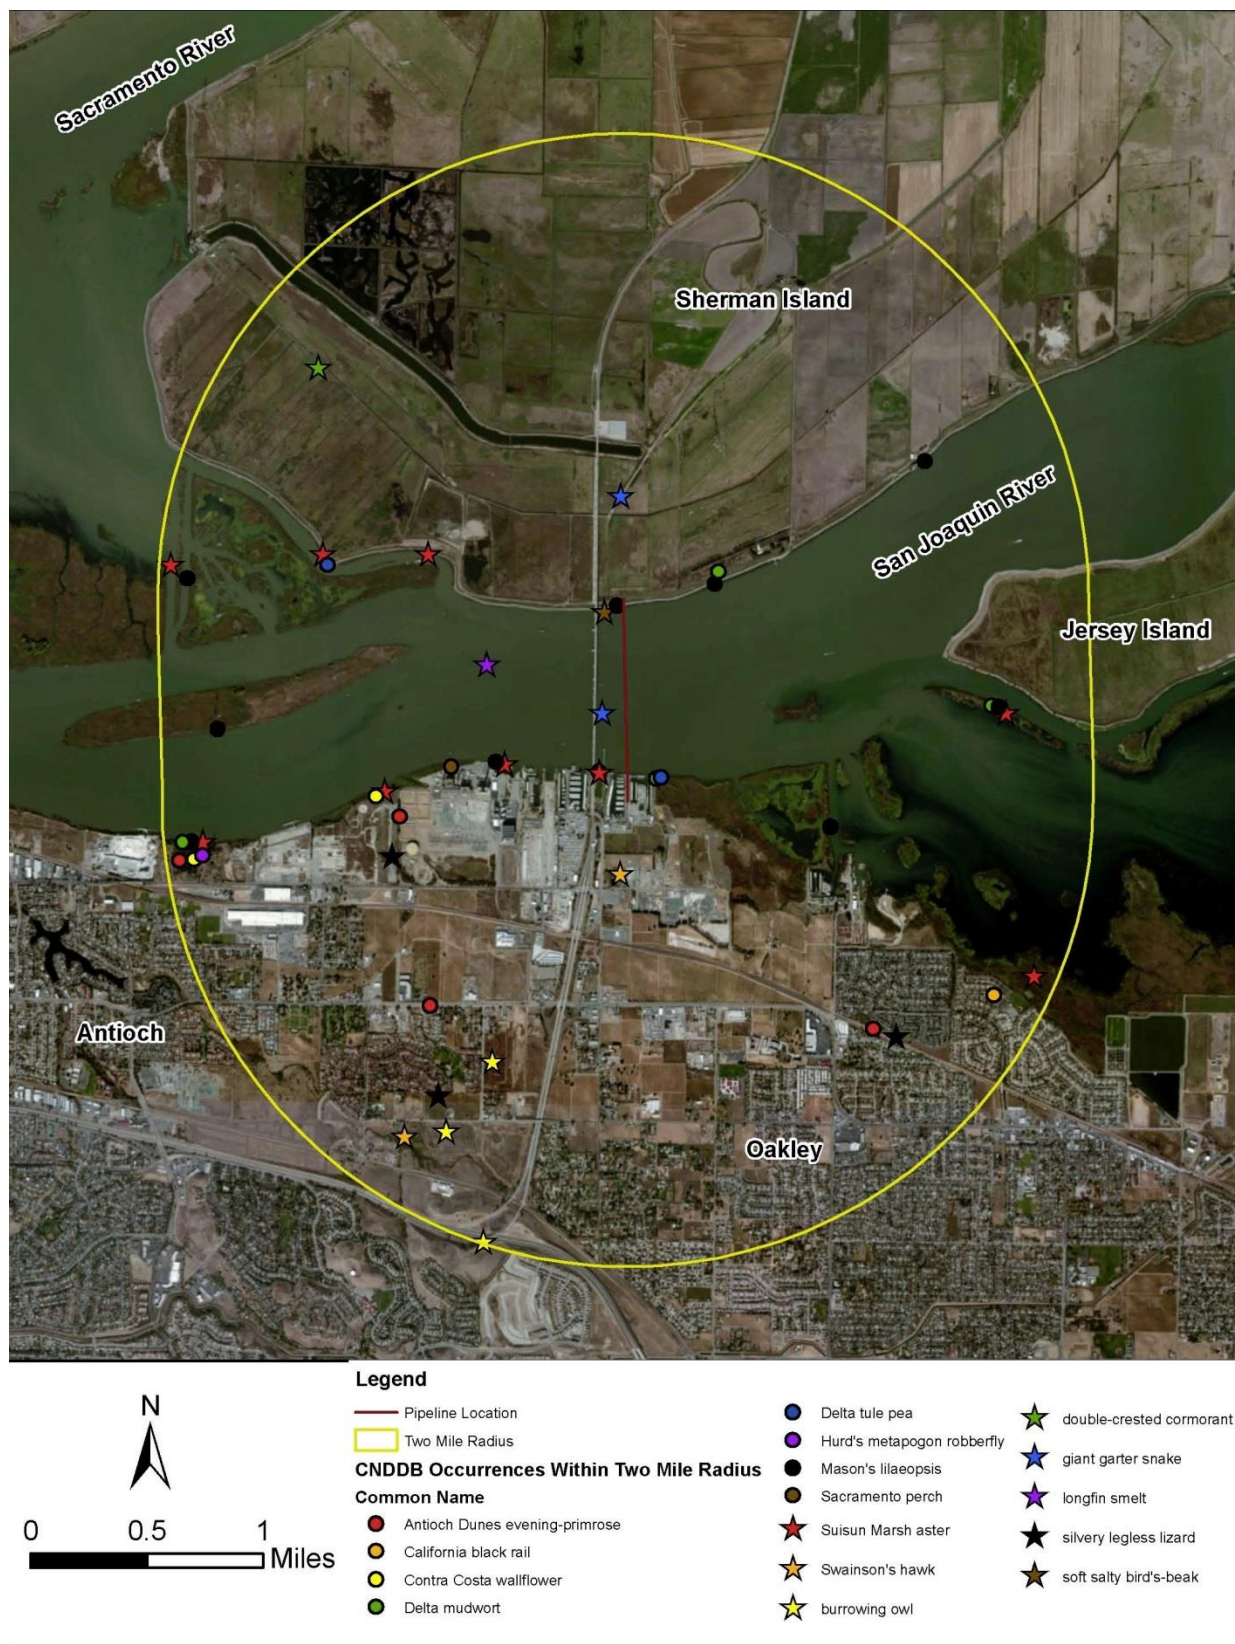 Sacramento River
Sherman Island
San Joaquin River
Jersey Island
Antioch
Oakley
N
0 0.5 1
Miles
Legend
Pipeline Location
Two Mile Radius
CNDDB Occurrences Within Two Mile Radius
Common Name
Antioch Dunes evening-primrose
California black rail
Contra Costa wallflower
Delta mudwort
Delta tule pea
Hurd's metapogon robberfly
Mason's lilaeopsis
Sacramento perch
Suisun Marsh aster
Swainson's hawk
burrowing owl
double-crested cormorant
giant garter snake
longfin smelt
silvery legless lizard
soft salty bird's-beak